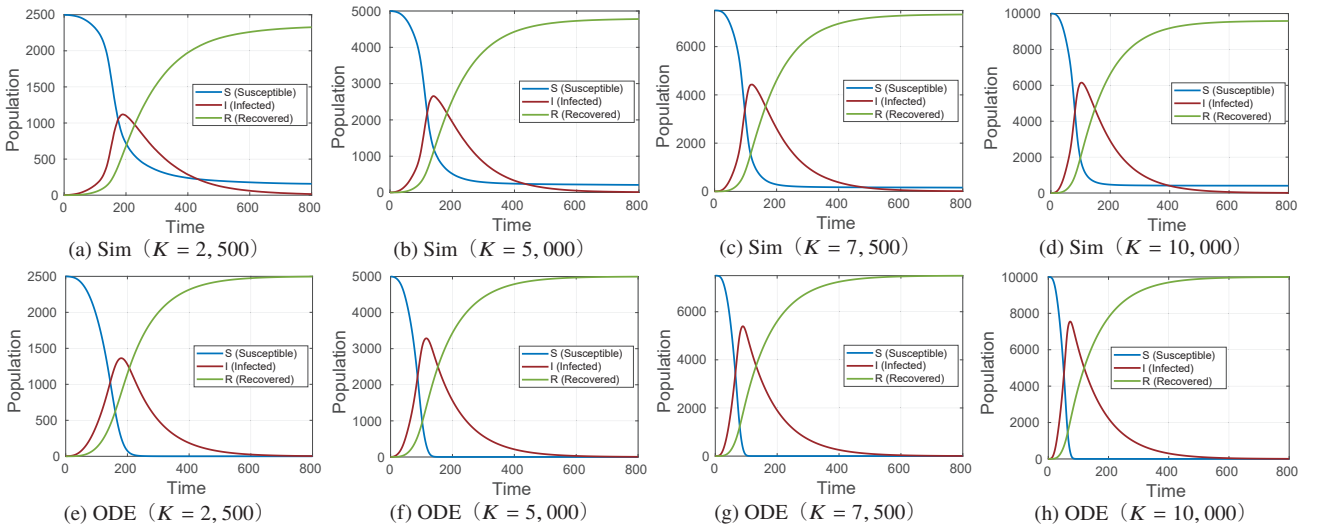 2500
2000
1500
1000
500
0
Population
0 200 400 600 800
Time
S (Susceptible)
I (Infected)
R (Recovered)
(a) Sim（K = 2, 500)
5000
4000
3000
2000
1000
0
Population
0 200 400 600 800
Time
S (Susceptible)
I (Infected)
R (Recovered)
(b) Sim（K = 5, 000)
6000
4000
2000
0
Population
0 200 400 600 800
Time
S (Susceptible)
I (Infected)
R (Recovered)
(c) Sim（K = 7, 500)
10000
8000
6000
4000
2000
0
Population
0 200 400 600 800
Time
S (Susceptible)
I (Infected)
R (Recovered)
(d) Sim（K = 10, 000)
2500
2000
1500
1000
500
0
Population
0 200 400 600 800
Time
S (Susceptible)
I (Infected)
R (Recovered)
(e) ODE（K = 2, 500)
5000
4000
3000
2000
1000
0
Population
0 200 400 600 800
Time
S (Susceptible)
I (Infected)
R (Recovered)
(f) ODE（K = 5, 000)
6000
4000
2000
0
Population
0 200 400 600 800
Time
S (Susceptible)
I (Infected)
R (Recovered)
(g) ODE（K = 7, 500)
10000
8000
6000
4000
2000
0
Population
0 200 400 600 800
Time
S (Susceptible)
I (Infected)
R (Recovered)
(h) ODE（K = 10, 000)